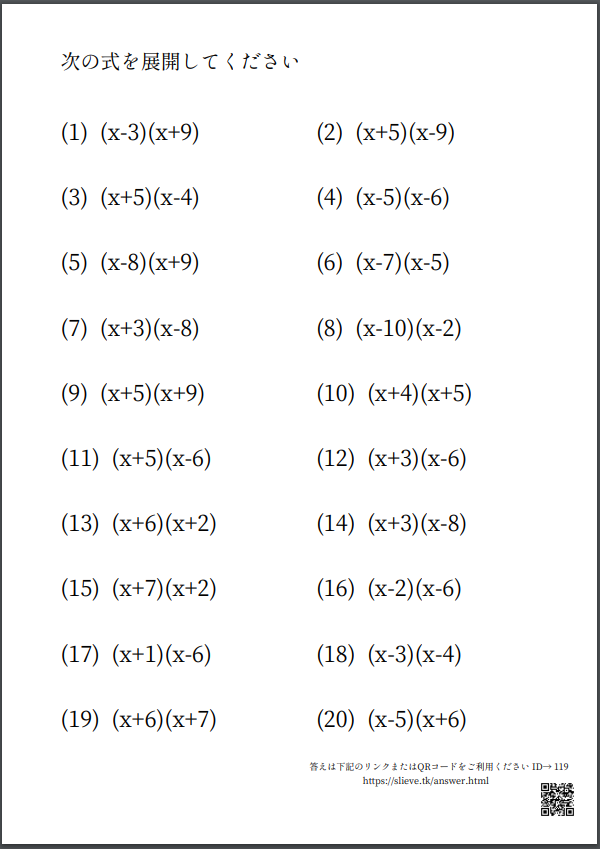 次の式を展開してください
(1) (x-3)(x+9)
(2) (x+5)(x-9)
(3) (x+5)(x-4)
(4) (x-5)(x-6)
(5) (x-8)(x+9)
(6) (x-7)(x-5)
(7) (x+3)(x-8)
(8) (x-10)(x-2)
(9) (x+5)(x+9)
(10) (x+4)(x+5)
(11) (x+5)(x-6)
(12) (x+3)(x-6)
(13) (x+6)(x+2)
(14) (x+3)(x-8)
(15) (x+7)(x+2)
(16) (x-2)(x-6)
(17) (x+1)(x-6)
(18) (x-3)(x-4)
(19) (x+6)(x+7)
(20) (x-5)(x+6)
答えは下記のリンクまたはQRコードをご利用ください ID→ 119
https://slieve.tk/answer.html